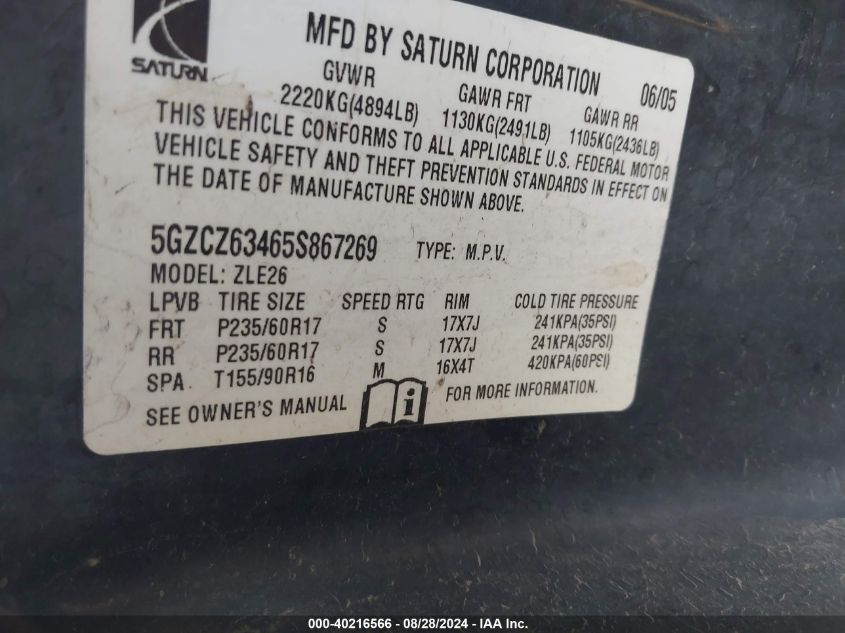 SATURN
MFD BY SATURN CORPORATION 06/05
GVWR GAWR FRT GAWR RR
2220KG(4894LB) 1130KG(2491LB) 1105KG(2436LB)
THIS VEHICLE CONFORMS TO ALL APPLICABLE U.S. FEDERAL MOTOR
VEHICLE SAFETY AND THEFT PREVENTION STANDARDS IN EFFECT ON
THE DATE OF MANUFACTURE SHOWN ABOVE.
5GZCZ63465S867269 TYPE: M.P.V.
MODEL: ZLE26
LPVB TIRE SIZE SPEED RTG RIM COLD TIRE PRESSURE
FRT P235/60R17 S 17X7J 241KPA(35PSI)
RR P235/60R17 S 17X7J 241KPA(35PSI)
SPA T155/90R16 M 16X4T 420KPA(60PSI)
SEE OWNER'S MANUAL i FOR MORE INFORMATION.
000-40216566 - 08/28/2024 - IAA Inc.